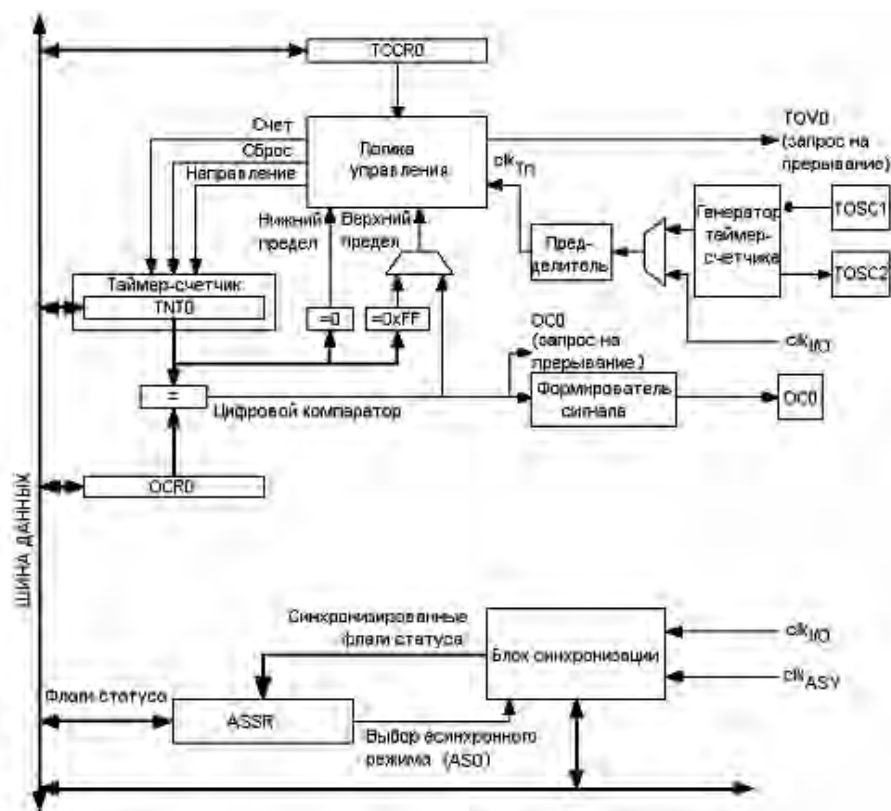 TCCR0
Счет
Сброс
Направление
Логика
управления
clkTn
TOV0
(запрос на
прерывание)
Нижний
предел
Верхний
предел
Пред-
делитель
Генератор
таймер-
счетчика
TOSC1
TOSC2
Таймер-счетчик
TNT0
=0
=0xFF
clkI/O
OC0
(запрос на
прерывание)
=
Цифровой компаратор
Формирователь
сигнала
OC0
OCR0
ШИНА ДАННЫХ
Синхронизированные
флаги статуса
Блок синхронизации
clkI/O
clkASY
Флаги статуса
ASSR
Выбор есинхронного
режима (AS0)